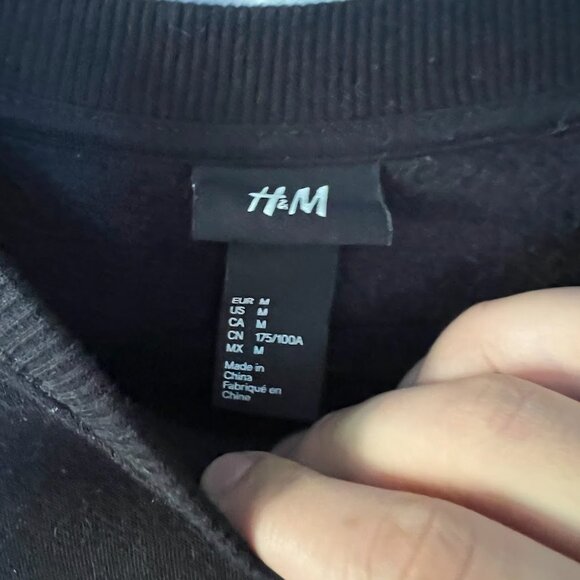 H&M
EUR M
US M
CA M
CN 175/100A
MX M
Made in
China
Fabriqué en
Chine